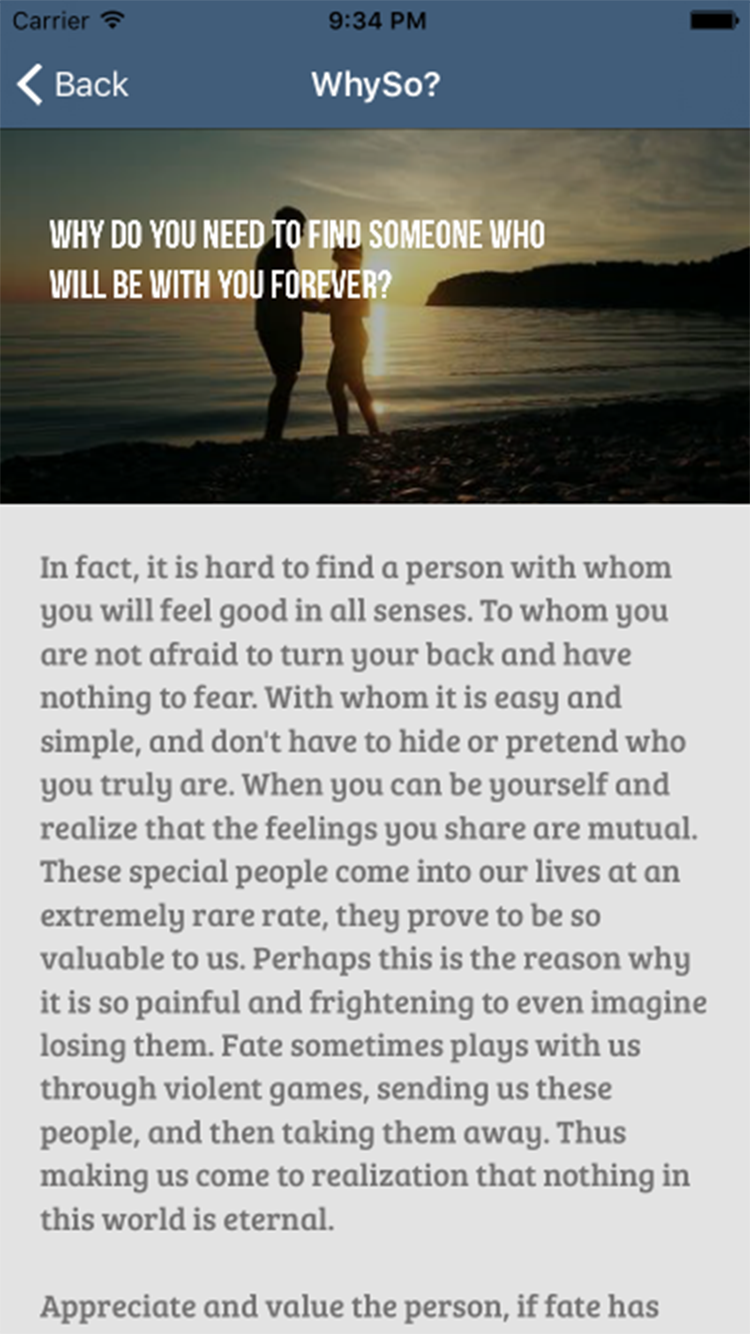 Carrier 9:34 PM
Back WhySo?
WHY DO YOU NEED TO FIND SOMEONE WHO
WILL BE WITH YOU FOREVER?
In fact, it is hard to find a person with whom
you will feel good in all senses. To whom you
are not afraid to turn your back and have
nothing to fear. With whom it is easy and
simple, and don't have to hide or pretend who
you truly are. When you can be yourself and
realize that the feelings you share are mutual.
These special people come into our lives at an
extremely rare rate, they prove to be so
valuable to us. Perhaps this is the reason why
it is so painful and frightening to even imagine
losing them. Fate sometimes plays with us
through violent games, sending us these
people, and then taking them away. Thus
making us come to realization that nothing in
this world is eternal.
Appreciate and value the person, if fate has